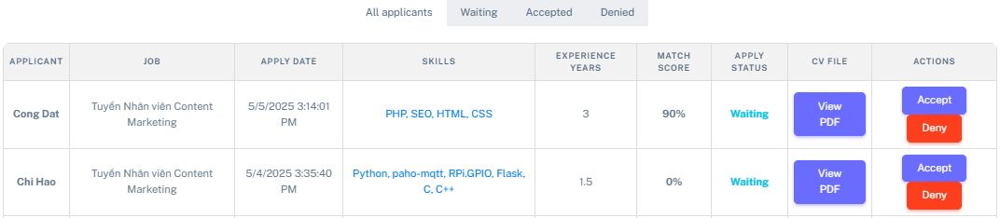 All applicants Waiting Accepted Denied
APPLICANT JOB APPLY DATE SKILLS EXPERIENCE YEARS MATCH SCORE APPLY STATUS CV FILE ACTIONS
Cong Dat
Tuyển Nhân viên Content
Marketing
5/5/2025 3:14:01
PM
PHP, SEO, HTML, CSS
3
90%
Waiting
View
PDF
Accept
Deny
Chi Hao
Tuyển Nhân viên Content
Marketing
5/4/2025 3:35:40
PM
Python, paho-mqtt, RPi.GPIO, Flask,
C, C++
1.5
0%
Waiting
View
PDF
Accept
Deny